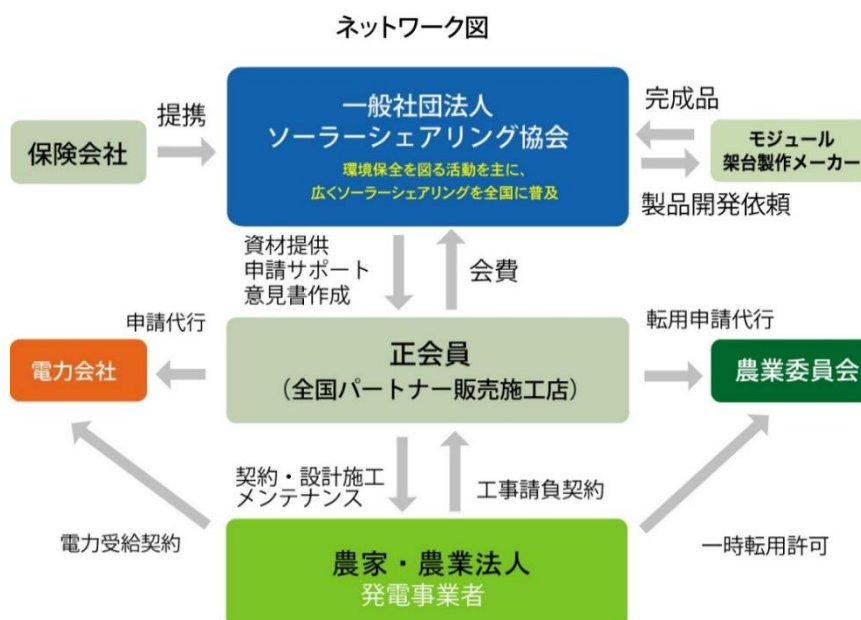 ネットワーク図
一般社団法人
ソーラーシェアリング協会
環境保全を図る活動を主に、
広くソーラーシェアリングを全国に普及
提携
保険会社
完成品
モジュール
架台製作メーカー
製品開発依頼
資材提供
申請サポート
意見書作成
会費
申請代行
電力会社
正会員
（全国パートナー販売施工店）
転用申請代行
農業委員会
契約・設計施工
メンテナンス
工事請負契約
電力受給契約
一時転用許可
農家・農業法人
発電事業者